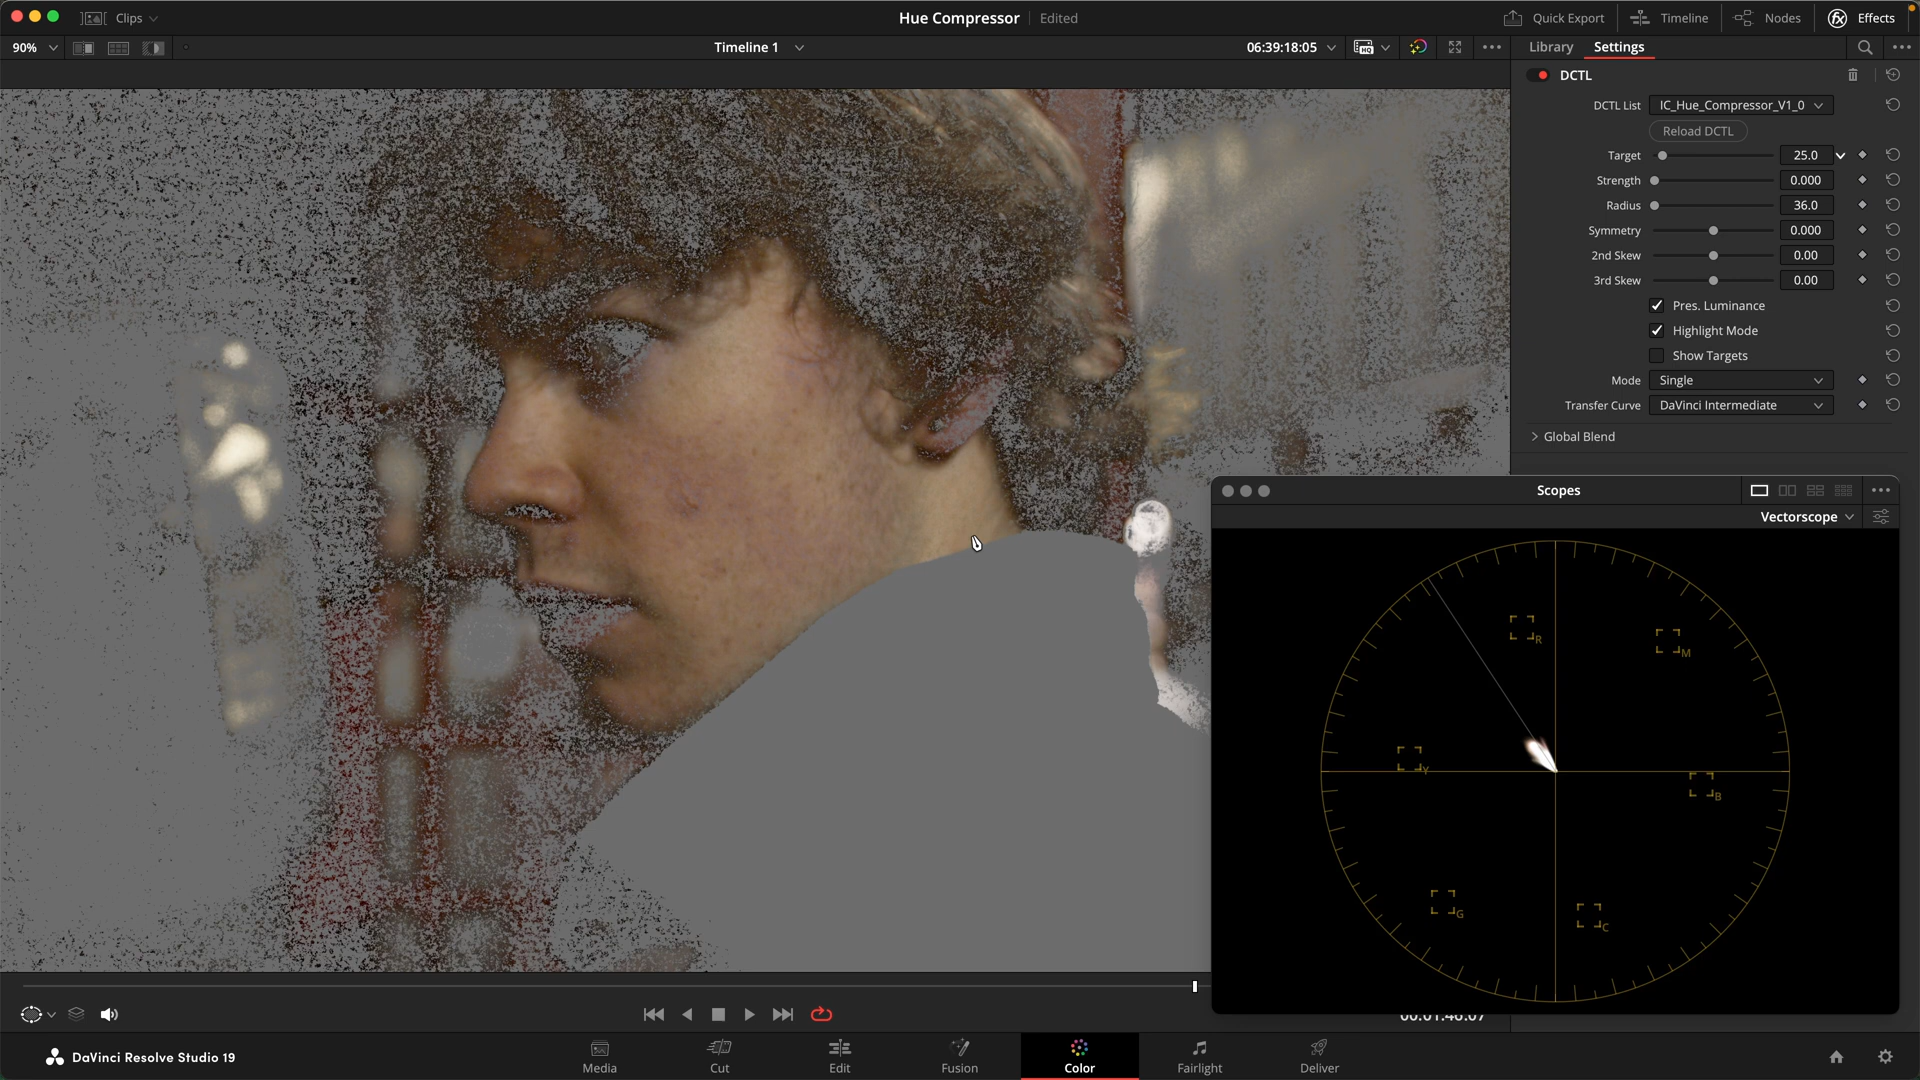 Clips
Hue Compressor
Edited
Quick Export
Timeline
Nodes
Effects
90%
Timeline 1
06:39:18:05
HQ
Library
Settings
DCTL
DCTL List
IC_Hue_Compressor_V1_0
Reload DCTL
Target
25.0
Strength
0.000
Radius
36.0
Symmetry
0.000
2nd Skew
0.00
3rd Skew
0.00
Pres. Luminance
Highlight Mode
Show Targets
Mode
Single
Transfer Curve
DaVinci Intermediate
Global Blend
Scopes
Vectorscope
R
M
Y
B
G
C
DaVinci Resolve Studio 19
Media
Cut
Edit
Fusion
Color
Fairlight
Deliver